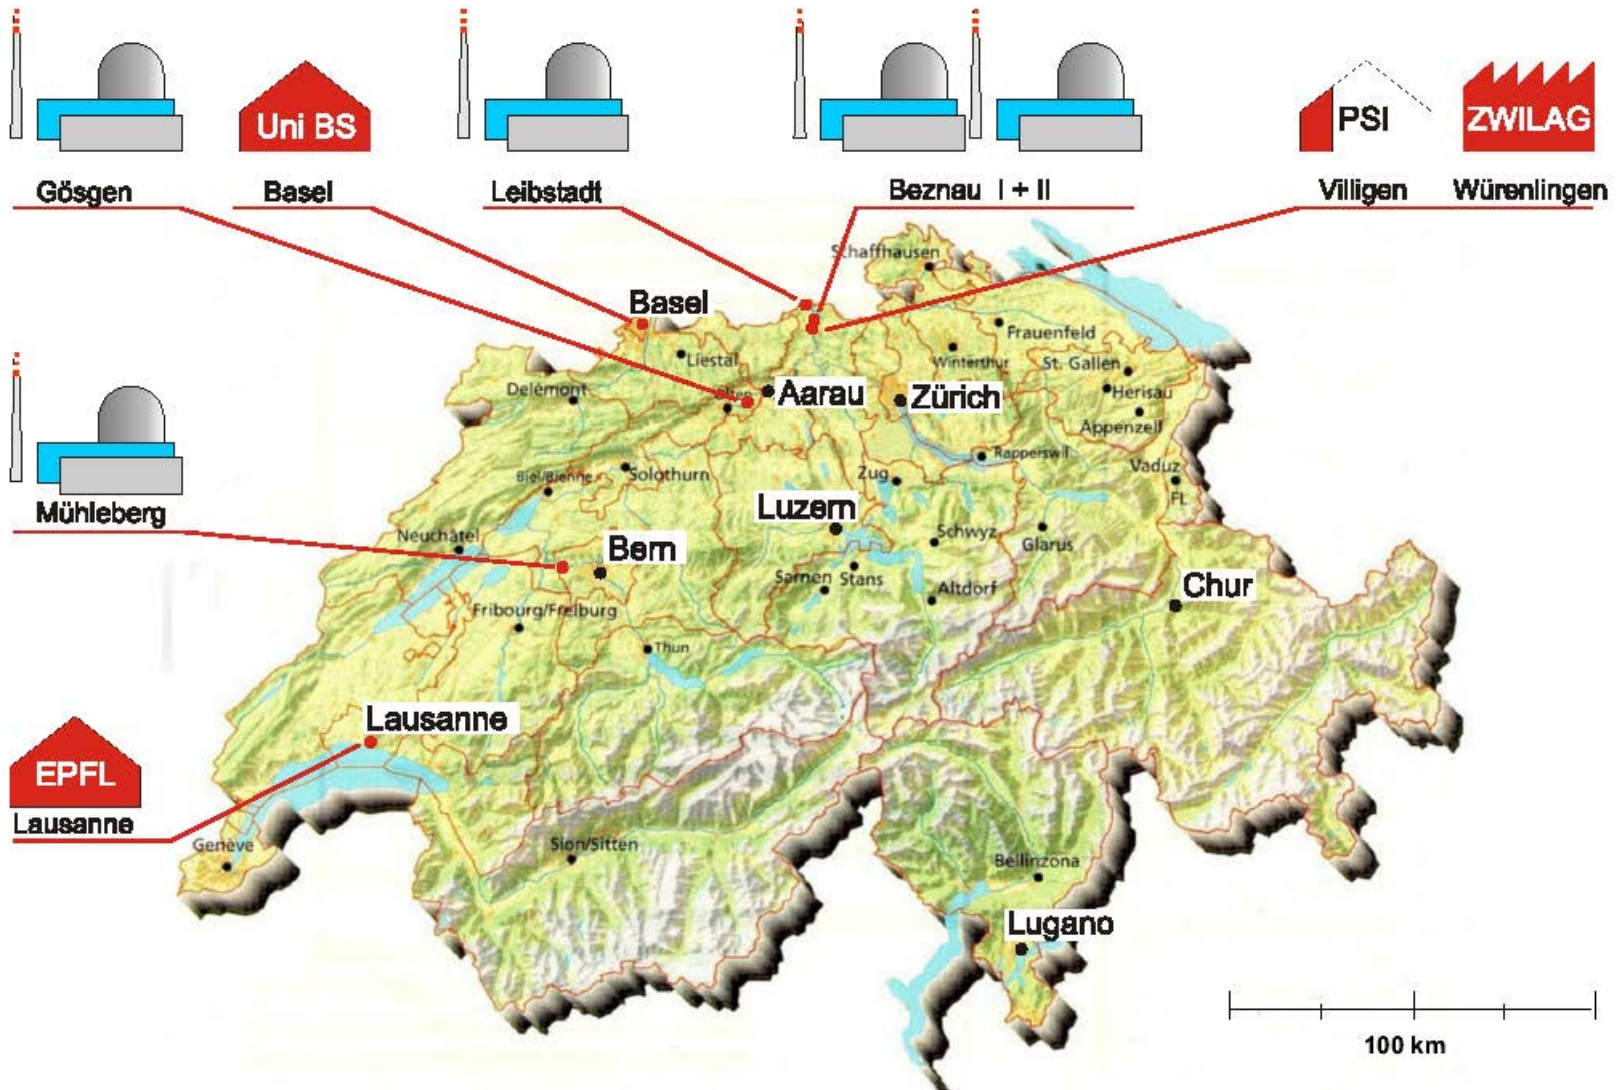 Uni BS
PSI
ZWILAG
Gösgen
Basel
Leibstadt
Beznau I + II
Villigen
Würenlingen
Schaffhausen
Basel
Frauenfeld
Liestal
Winterthur
St. Gallen
Delémont
Aarau
Zürich
Herisau
Appenzell
Rapperswil
Vaduz
FL
Biel/Bienne
Solothurn
Zug
Mühleberg
Luzern
Neuchâtel
Bern
Schwyz
Glarus
Sarnen
Stans
Altdorf
Chur
Fribourg/Freiburg
Thun
Lausanne
EPFL
Lausanne
Genève
Sion/Sitten
Bellinzona
Lugano
100 km